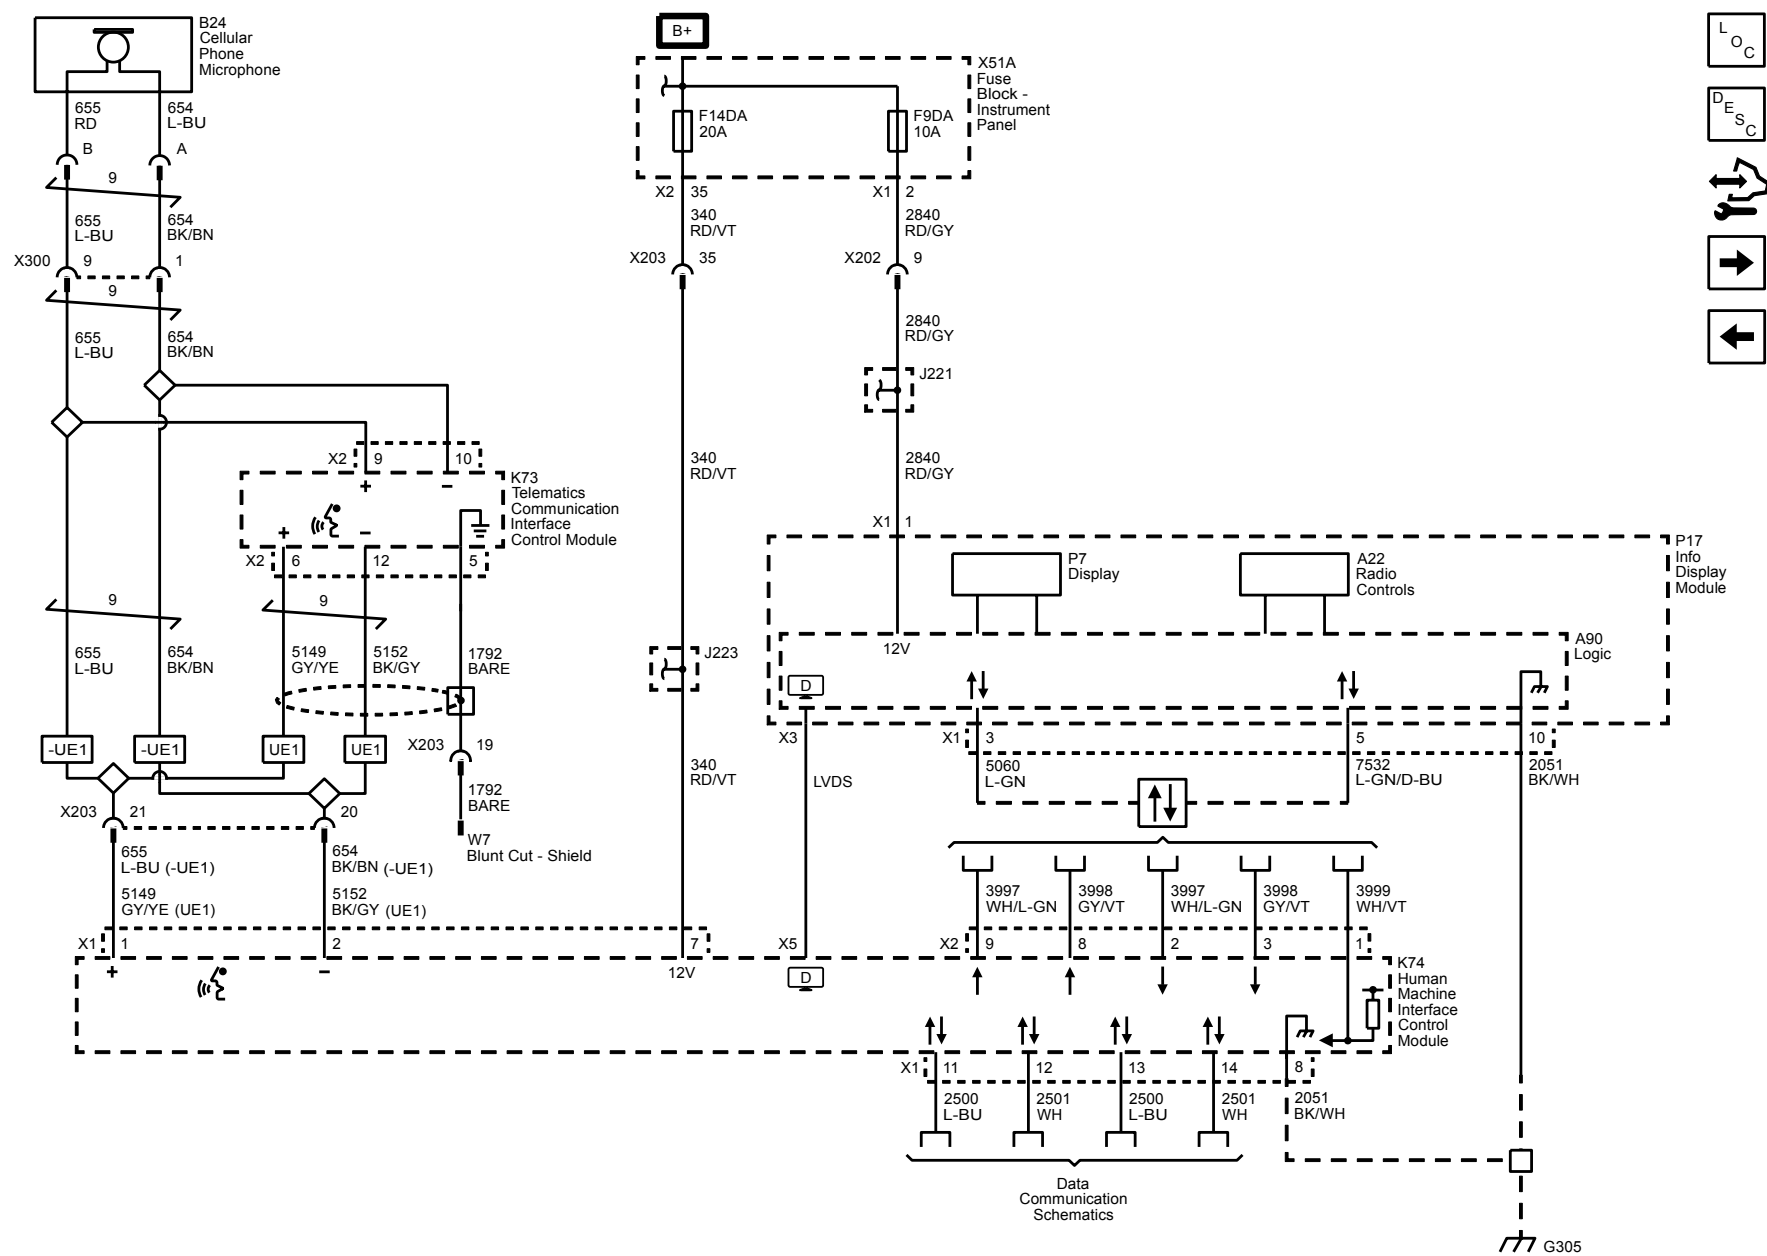 B24
Cellular
Phone
Microphone
655
RD
654
L-BU
B
A
9
655
L-BU
654
BK/BN
X300
9
1
9
655
L-BU
654
BK/BN
X2
9
10
+
−
K73
Telematics
Communication
Interface
Control Module
+
−
X2
6
12
5
9
9
655
L-BU
654
BK/BN
5149
GY/YE
5152
BK/GY
1792
BARE
-UE1
-UE1
UE1
UE1
X203
19
1792
BARE
W7
Blunt Cut - Shield
X203
21
20
655
L-BU (-UE1)
5149
GY/YE (UE1)
654
BK/BN (-UE1)
5152
BK/GY (UE1)
B+
X51A
Fuse
Block -
Instrument
Panel
F14DA
20A
F9DA
10A
X2
35
X1
2
340
RD/VT
2840
RD/GY
X203
35
X202
9
2840
RD/GY
J221
340
RD/VT
2840
RD/GY
X1
1
P17
Info
Display
Module
P7
Display
A22
Radio
Controls
12V
A90
Logic
D
J223
X3
X1
3
5
10
340
RD/VT
LVDS
5060
L-GN
7532
L-GN/D-BU
2051
BK/WH
3997
WH/L-GN
3998
GY/VT
3997
WH/L-GN
3998
GY/VT
3999
WH/VT
X1
1
2
7
X5
X2
9
8
2
3
1
+
−
12V
D
K74
Human
Machine
Interface
Control
Module
X1
11
12
13
14
8
2500
L-BU
2501
WH
2500
L-BU
2501
WH
2051
BK/WH
Data
Communication
Schematics
G305
LOC
DESC